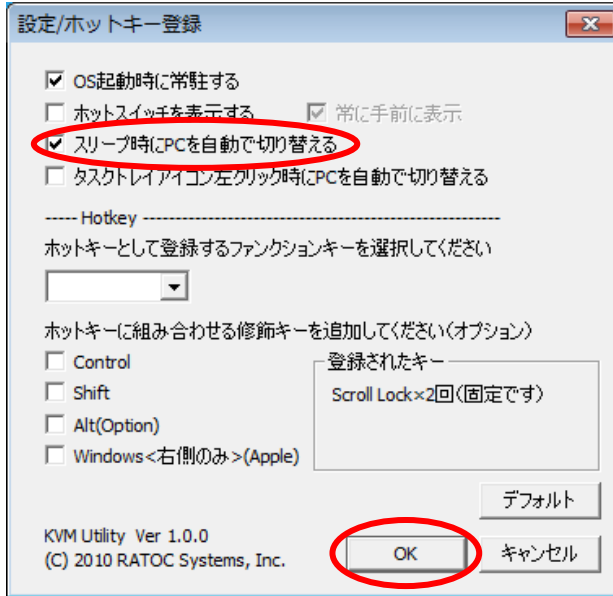 設定/ホットキー登録
OS起動時に常駐する
ホットスイッチを表示する 常に手前に表示
スリープ時にPCを自動で切り替える
タスクトレイアイコン左クリック時にPCを自動で切り替える
----- Hotkey -------------------------------------------------------
ホットキーとして登録するファンクションキーを選択してください
ホットキーに組み合わせる修飾キーを追加してください(オプション)
Control
Shift
Alt(Option)
Windows<右側のみ>(Apple)
登録されたキー
Scroll Lock×2回(固定です)
デフォルト
KVM Utility Ver 1.0.0
(C) 2010 RATOC Systems, Inc.
OK
キャンセル